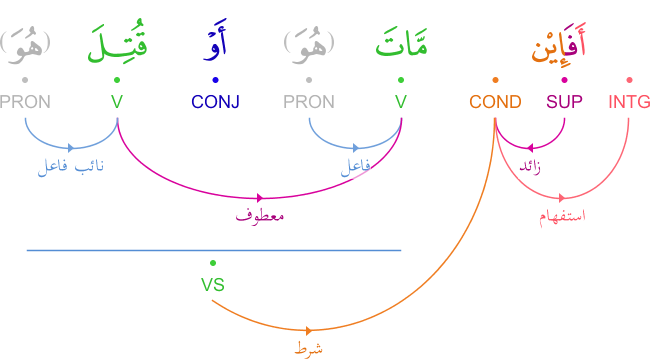 أَفَإِي۟ن مَّاتَ (هُوَ) أَوْ قُتِلَ (هُوَ)
INTG SUP COND V PRON CONJ V PRON
زائد فاعل نائب فاعل
استفهام معطوف
VS
شرط